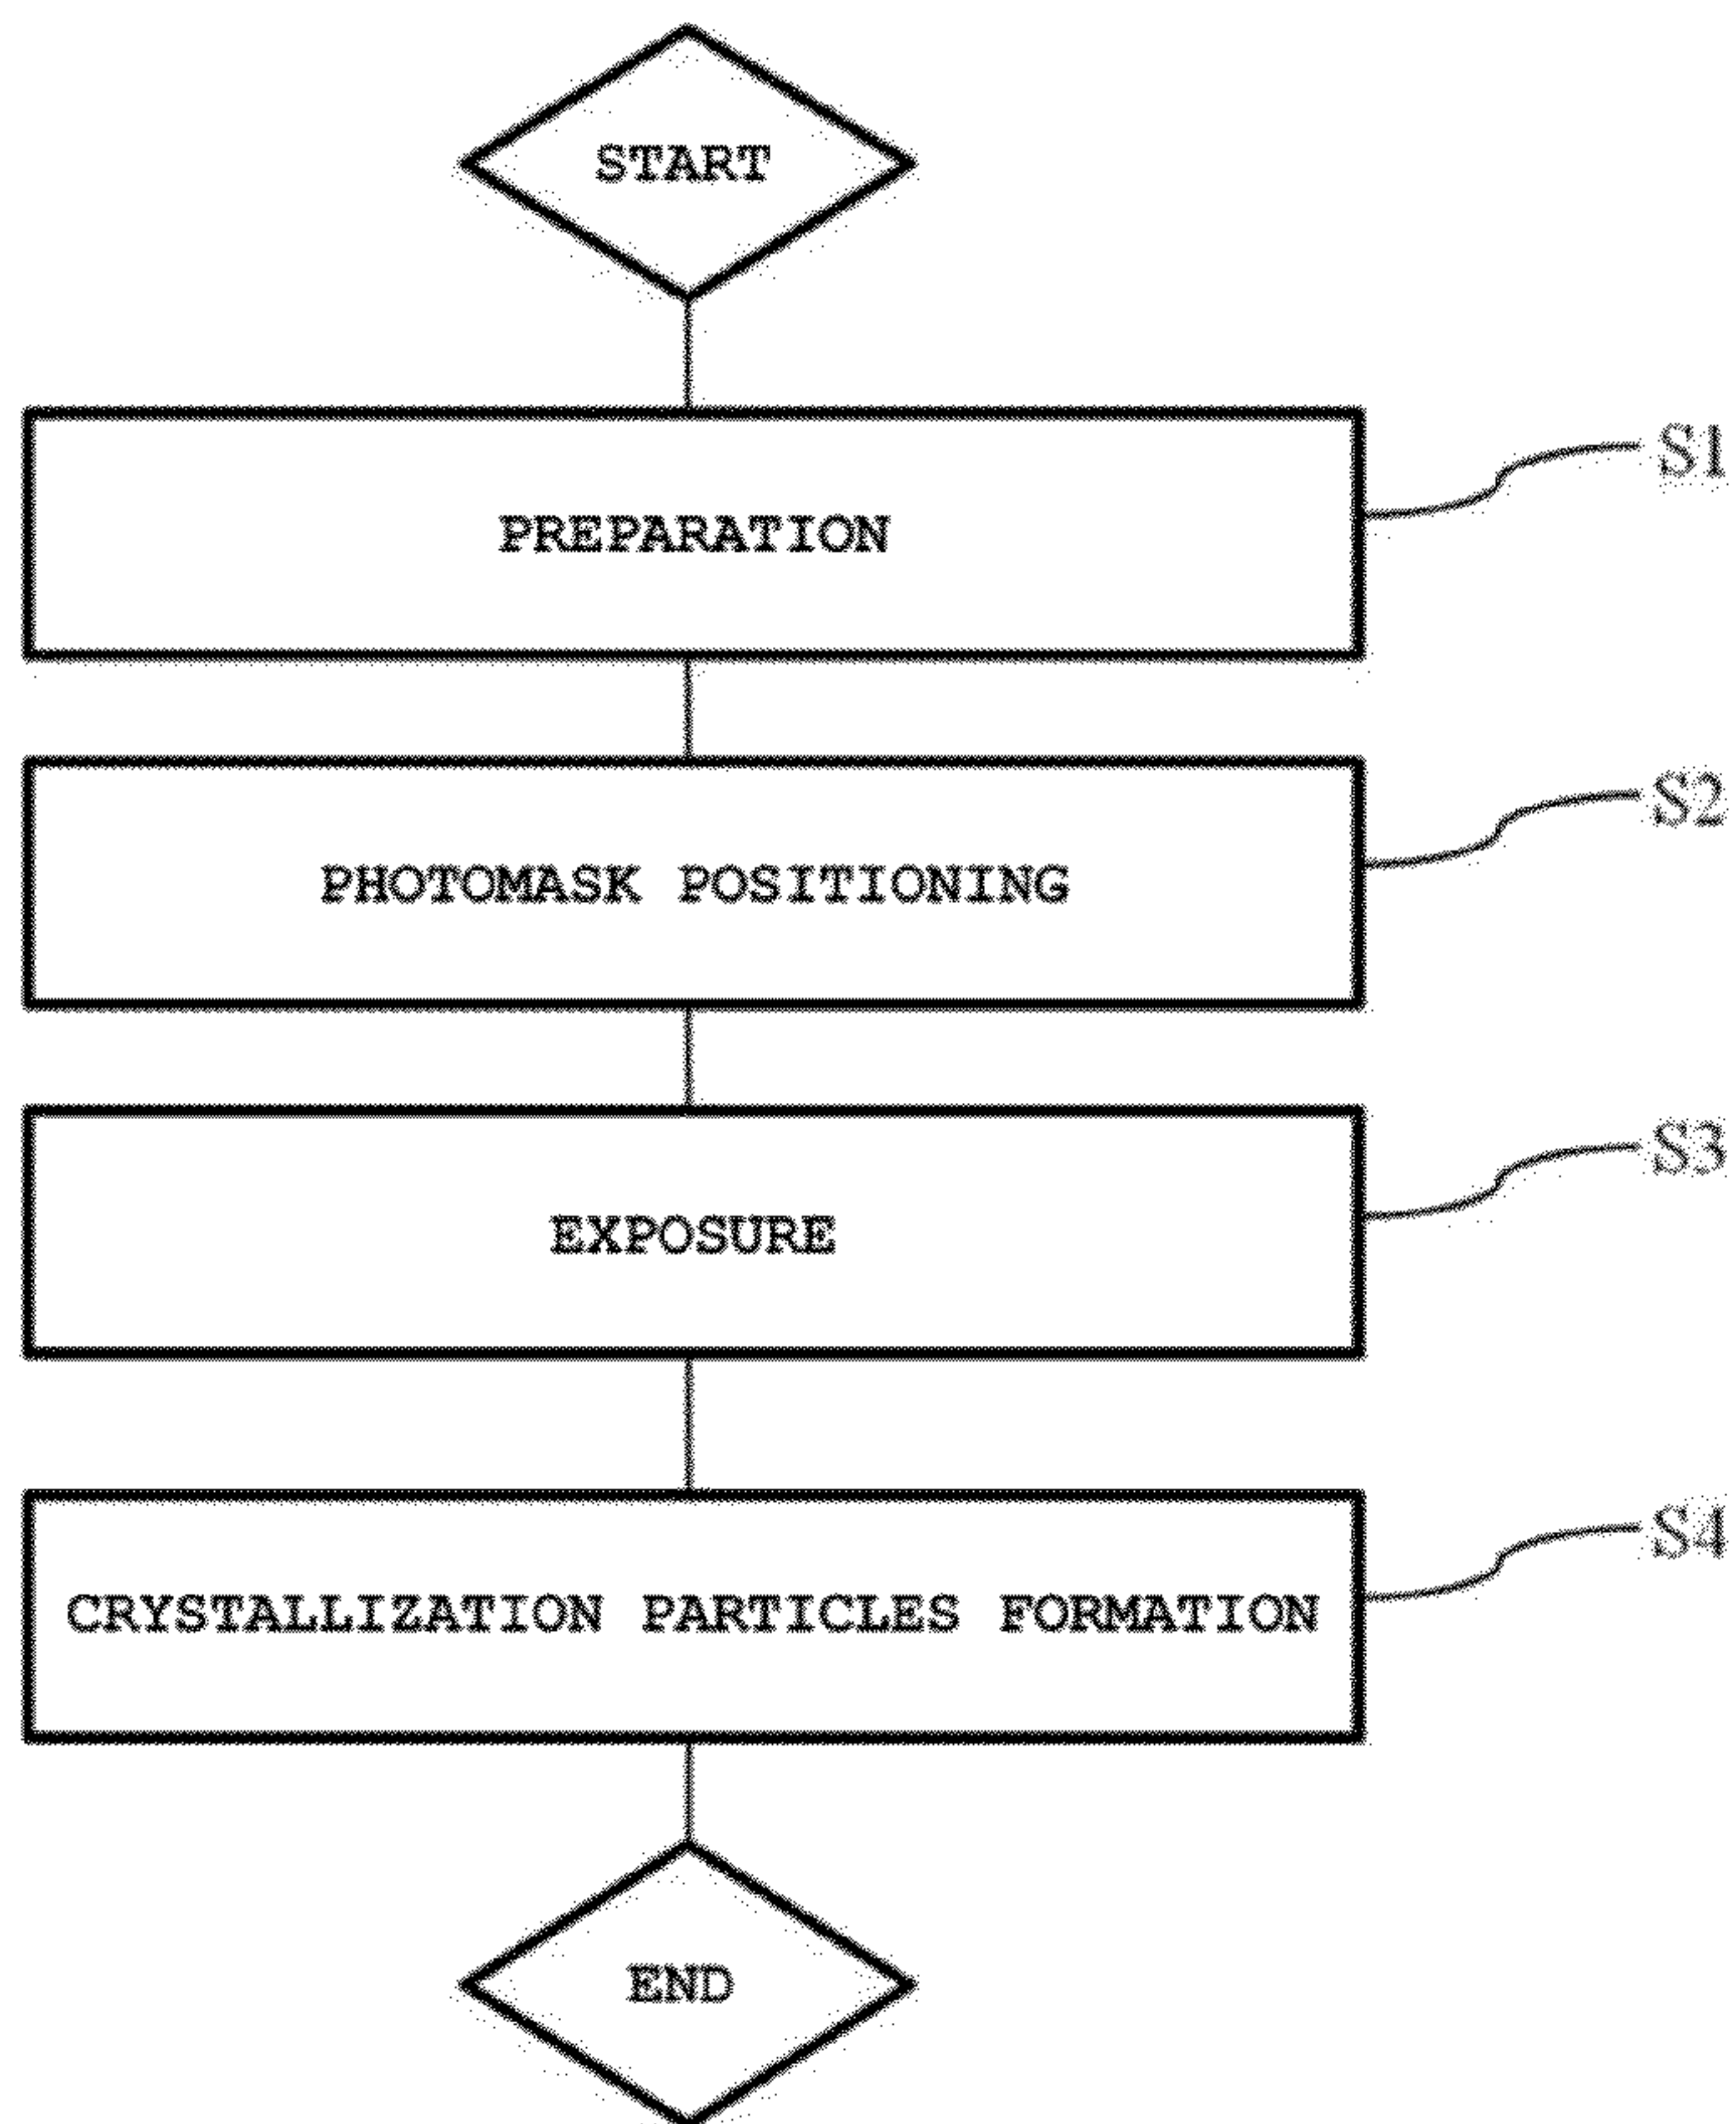 START
PREPARATION
S1
PHOTOMASK POSITIONING
S2
EXPOSURE
S3
CRYSTALLIZATION PARTICLES FORMATION
S4
END